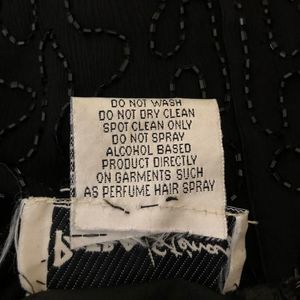 DO NOT WASH
DO NOT DRY CLEAN
SPOT CLEAN ONLY
DO NOT SPRAY
ALCOHOL BASED
PRODUCT DIRECTLY
ON GARMENTS SUCH
AS PERFUME HAIR SPRAY